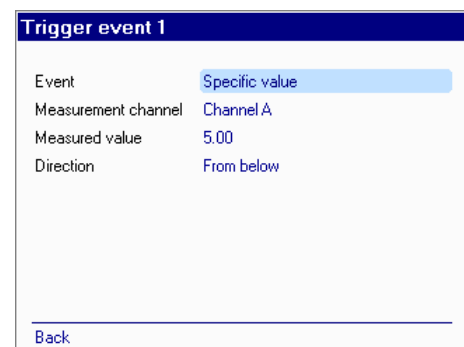 Trigger event 1
Event Specific value
Measurement channel Channel A
Measured value 5.00
Direction From below
Back